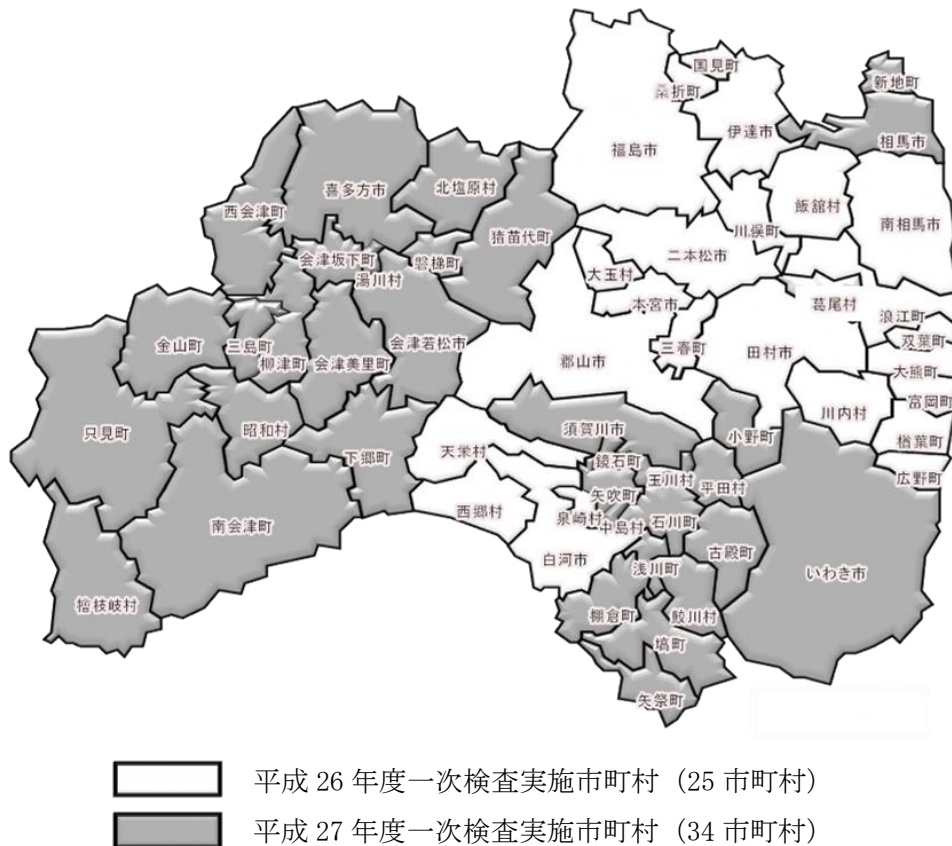 国見町
新地町
桑折町
伊達市
相馬市
福島市
喜多方市
北塩原村
飯舘村
西会津町
南相馬市
猪苗代町
川俣町
二本松市
会津坂下町
磐梯町
大玉村
湯川村
葛尾村
本宮市
浪江町
金山町
三島町
会津若松市
双葉町
三春町
田村市
柳津町
会津美里町
郡山市
大熊町
富岡町
川内村
只見町
昭和村
須賀川市
小野町
楢葉町
下郷町
天栄村
鏡石町
玉川村
平田村
広野町
矢吹町
西郷村
泉崎村
石川町
南会津町
中島村
白河市
古殿町
浅川町
いわき市
檜枝岐村
棚倉町
鮫川村
塙町
矢祭町
平成 26 年度一次検査実施市町村（25 市町村）
平成 27 年度一次検査実施市町村（34 市町村）